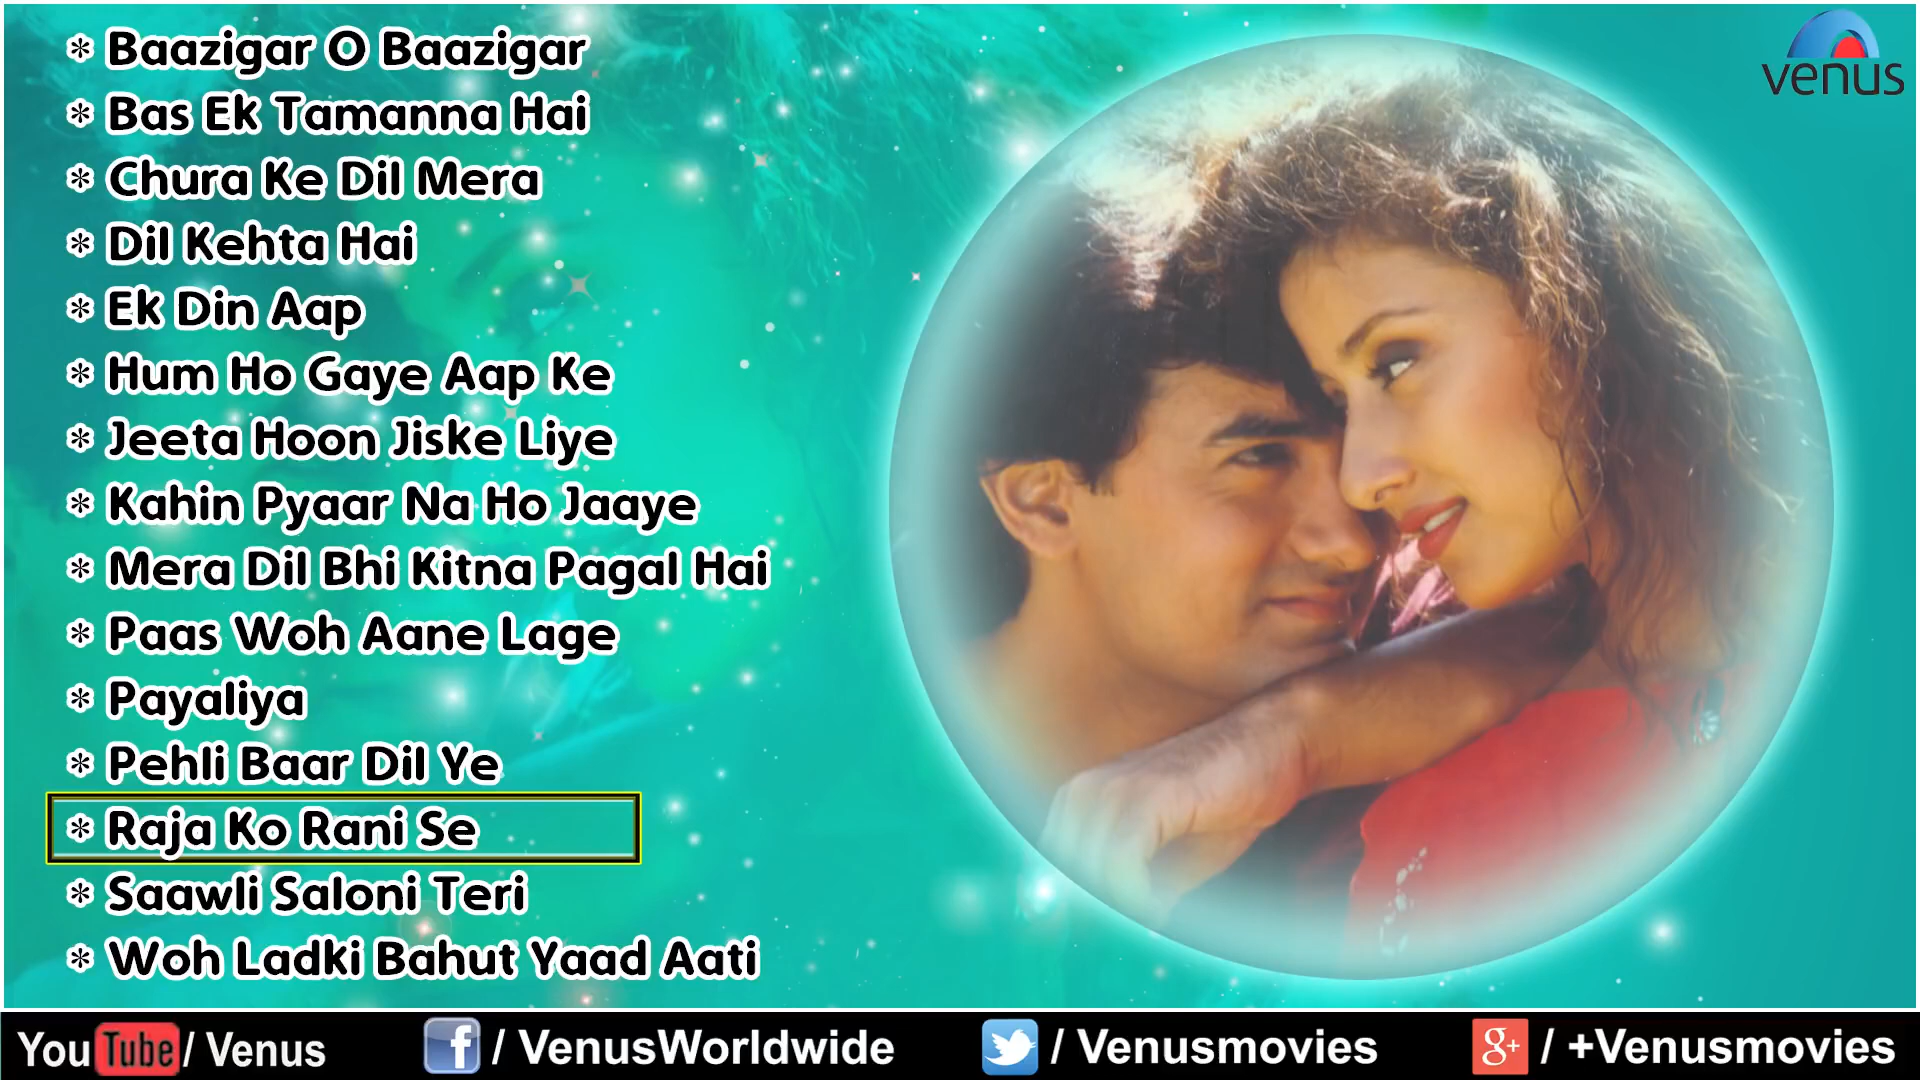 * Baazigar O Baazigar
* Bas Ek Tamanna Hai
* Chura Ke Dil Mera
* Dil Kehta Hai
* Ek Din Aap
* Hum Ho Gaye Aap Ke
* Jeeta Hoon Jiske Liye
* Kahin Pyaar Na Ho Jaaye
* Mera Dil Bhi Kitna Pagal Hai
* Paas Woh Aane Lage
* Payaliya
* Pehli Baar Dil Ye
* Raja Ko Rani Se
* Saawli Saloni Teri
* Woh Ladki Bahut Yaad Aati
venus
YouTube / Venus f / VenusWorldwide / Venusmovies g+ / +Venusmovies